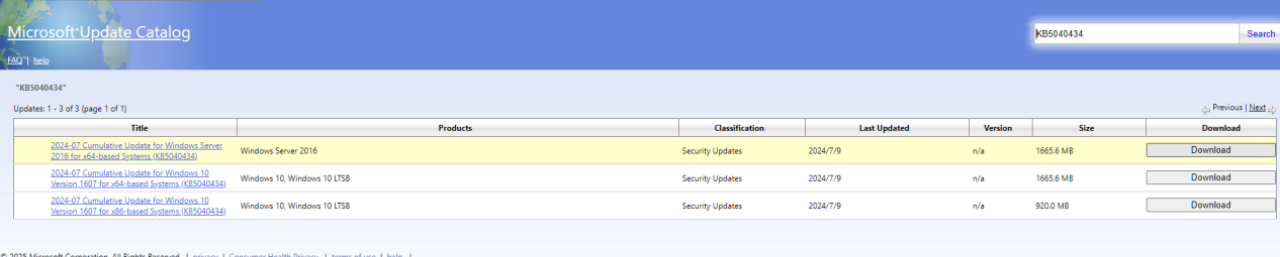 Microsoft Update Catalog
KB5040434
Search
FAQ | help
"KB5040434"
Updates: 1 - 3 of 3 (page 1 of 1)
Previous | Next
Title Products Classification Last Updated Version Size Download
2024-07 Cumulative Update for Windows Server
2016 for x64-based Systems (KB5040434)
Windows Server 2016 Security Updates 2024/7/9 n/a 1665.6 MB Download
2024-07 Cumulative Update for Windows 10
Version 1607 for x64-based Systems (KB5040434)
Windows 10, Windows 10 LTSB Security Updates 2024/7/9 n/a 1665.6 MB Download
2024-07 Cumulative Update for Windows 10
Version 1607 for x86-based Systems (KB5040434)
Windows 10, Windows 10 LTSB Security Updates 2024/7/9 n/a 920.0 MB Download
© 2025 Microsoft Corporation. All Rights Reserved. | privacy | Consumer Health Privacy | terms of use | help |